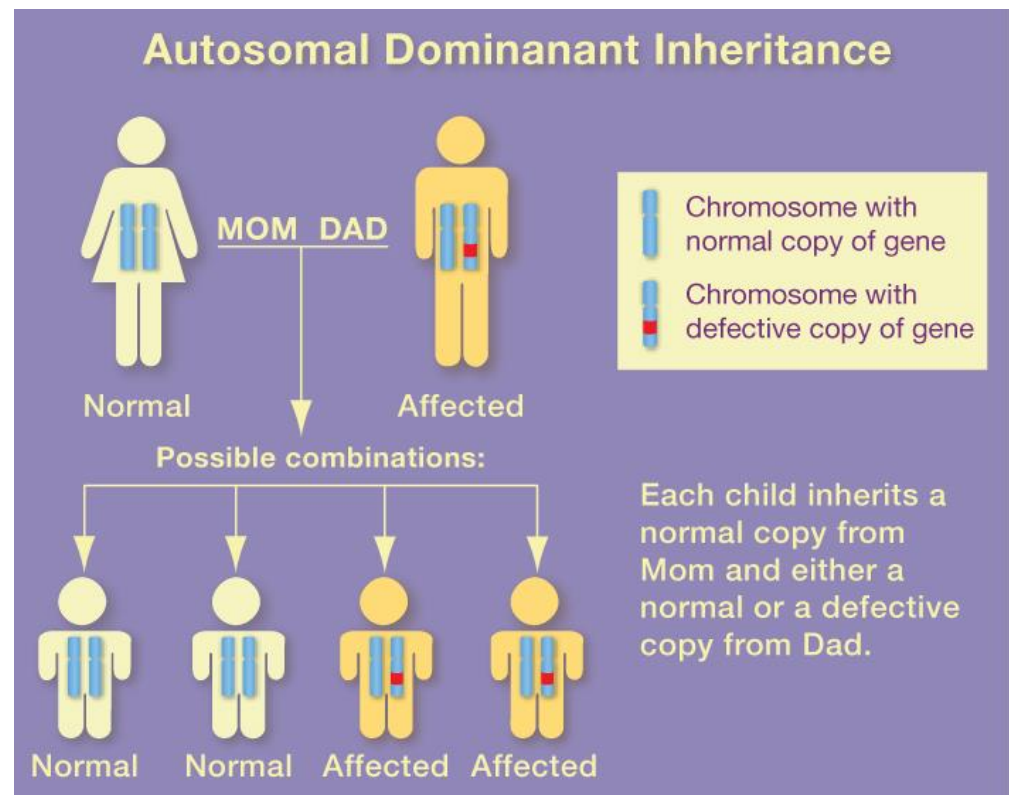 Autosomal Dominanant Inheritance
MOM DAD
Normal
Affected
Chromosome with
normal copy of gene
Chromosome with
defective copy of gene
Possible combinations:
Each child inherits a
normal copy from
Mom and either a
normal or a defective
copy from Dad.
Normal
Normal
Affected
Affected